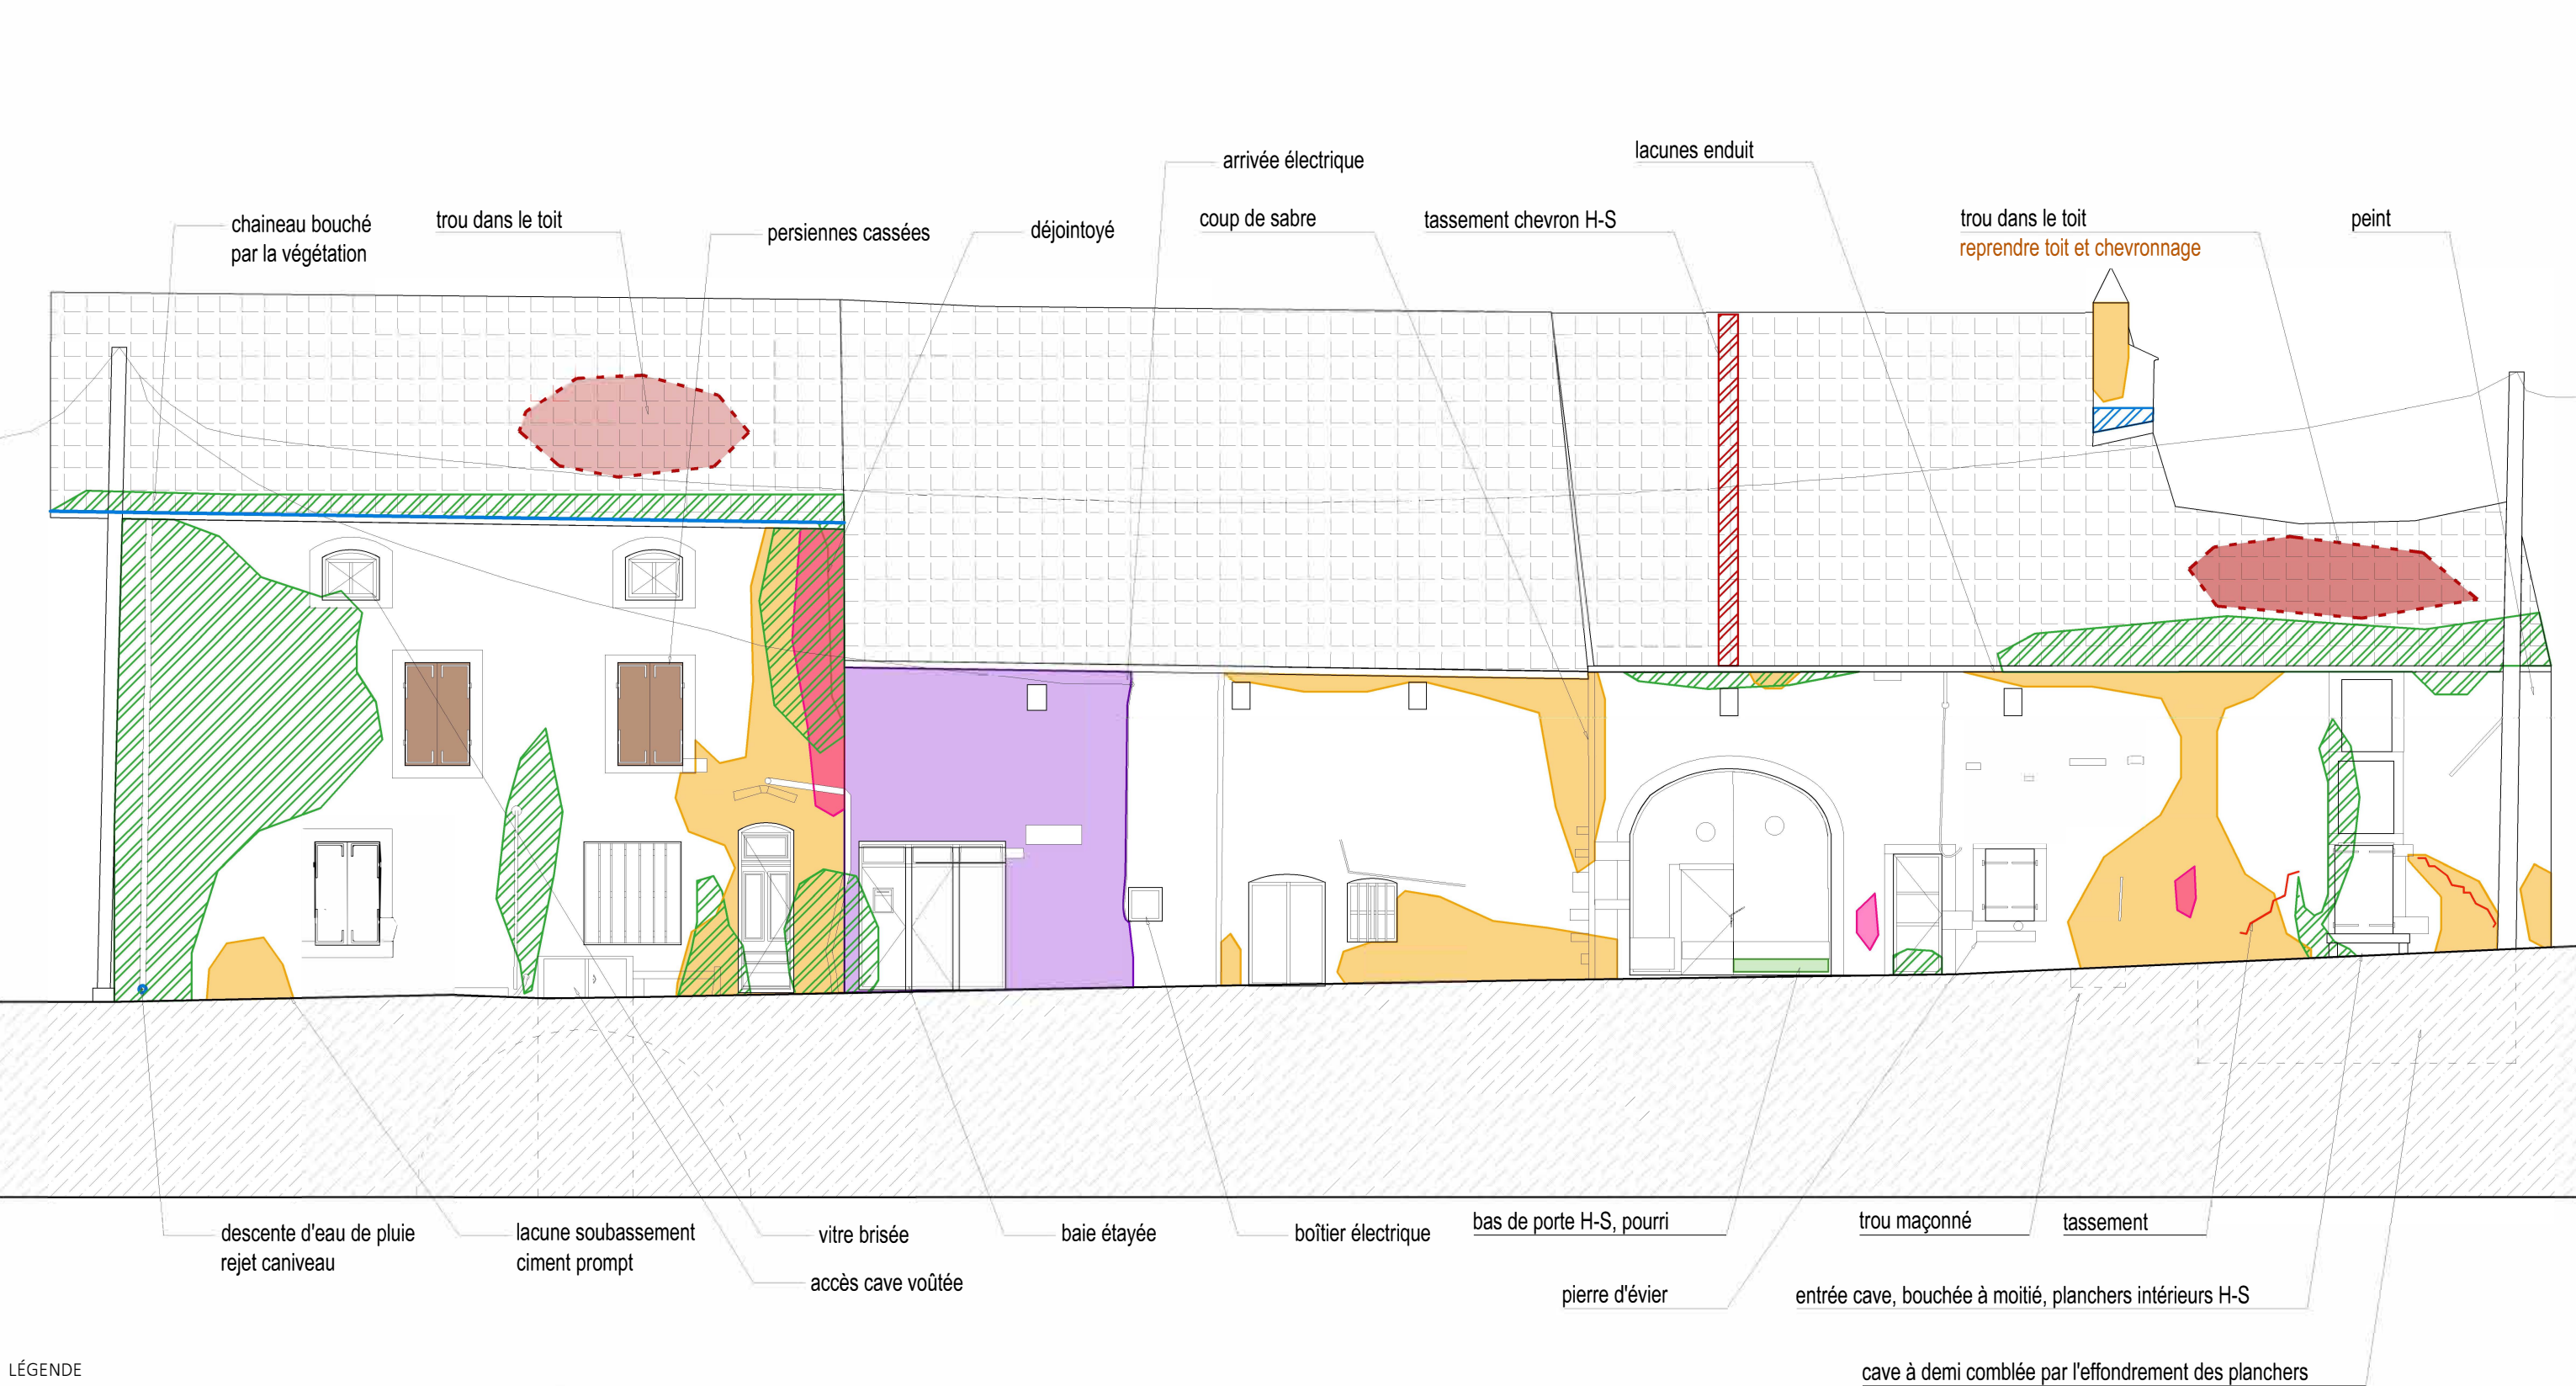 arrivée électrique
lacunes enduit
chaineau bouché
par la végétation
trou dans le toit
persiennes cassées
déjointoyé
coup de sabre
tassement chevron H-S
trou dans le toit
reprendre toit et chevronnage
peint
descente d'eau de pluie
rejet caniveau
lacune soubassement
ciment prompt
vitre brisée
accès cave voûtée
baie étayée
boîtier électrique
bas de porte H-S, pourri
trou maçonné
tassement
pierre d'évier
entrée cave, bouchée à moitié, planchers intérieurs H-S
cave à demi comblée par l'effondrement des planchers
LÉGENDE